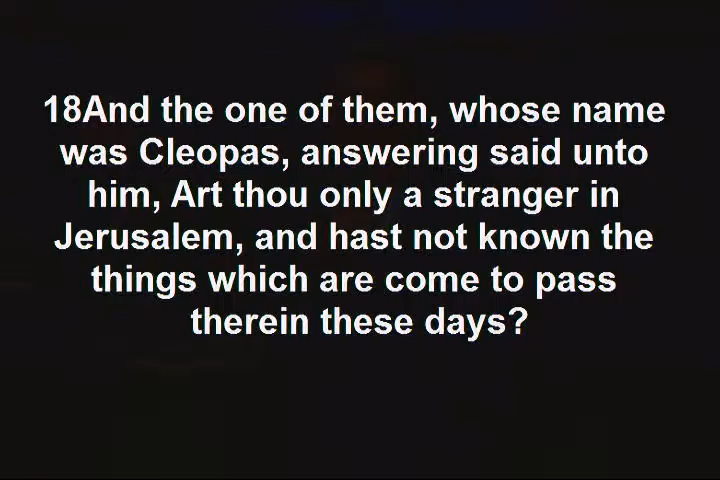 18And the one of them, whose name
was Cleopas, answering said unto
him, Art thou only a stranger in
Jerusalem, and hast not known the
things which are come to pass
therein these days?